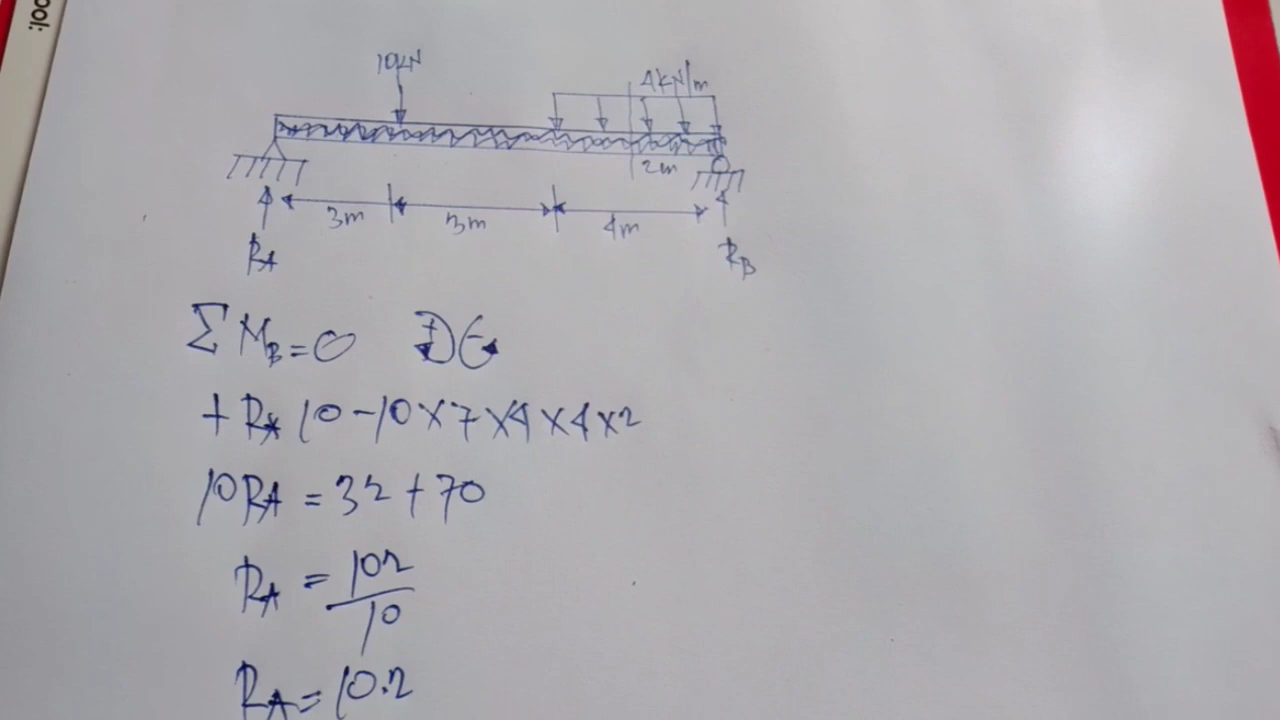 ool:
10kN
4kN/m
2m
3m
3m
4m
RA
RB
ΣMB=0
+RA 10-10×7×4×4×2
10RA=32+70
RA=102/10
RA=10.2